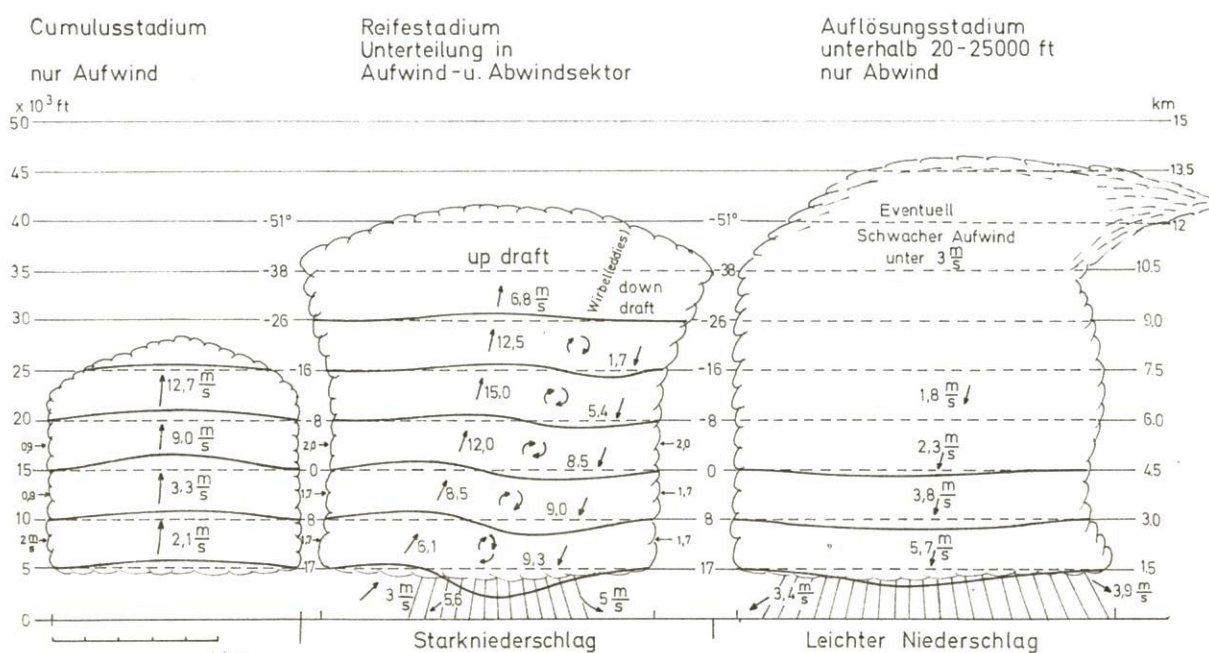 Cumulusstadium
nur Aufwind
Reifestadium
Unterteilung in
Aufwind-u. Abwindsektor
Auflösungsstadium
unterhalb 20-25000 ft
nur Abwind
x 10³ ft
km
50
15
45
13.5
40
-51°
-51°
12
Eventuell
Schwacher Aufwind
unter 3 m/s
35
-38
up draft
Wirbel(eddies)
down
draft
-38
10.5
6,8 m/s
30
-26
-26
9.0
12,5
1,7
25
-16
-16
7.5
12,7 m/s
15,0
5,4
1,8 m/s
20
-8
-8
6.0
0,9
9.0 m/s
2,0
12,0
8,5
2,0
2,3 m/s
15
0
0
4.5
0,9
3,3 m/s
1,7
8,5
9,0
1,7
3,8 m/s
10
8
8
3.0
2 m/s
2,1 m/s
1,7
6,1
9,3
1,7
5,7 m/s
5
17
17
1.5
3 m/s
5,6
5 m/s
3,4 m/s
3,9 m/s
0
Starkniederschlag
Leichter Niederschlag